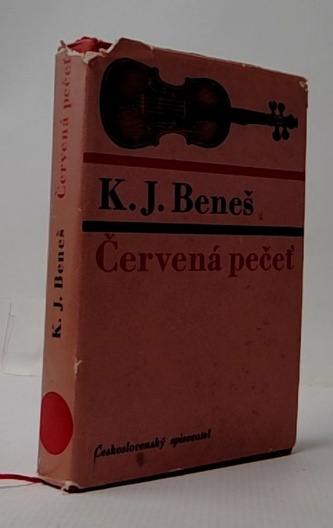 K. J. Beneš
Červená pečeť
Československý spisovatel
K. J. Beneš Červená pečeť